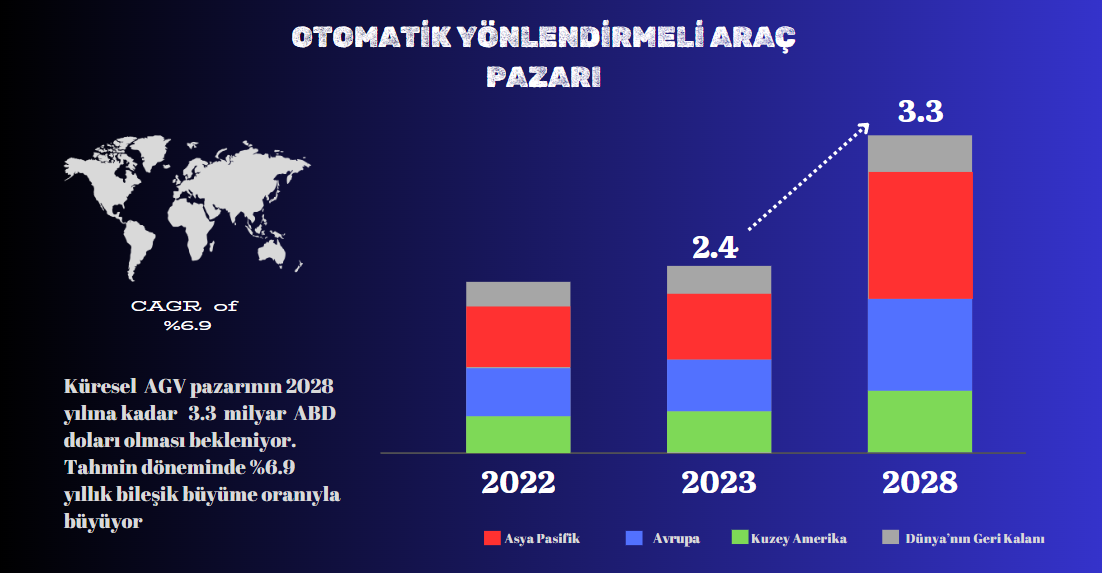 OTOMATİK YÖNLENDİRMELİ ARAÇ
PAZARI
CAGR of
%6.9
Küresel AGV pazarının 2028
yılına kadar 3.3 milyar ABD
doları olması bekleniyor.
Tahmin döneminde %6.9
yıllık bileşik büyüme oranıyla
büyüyor
2.4
3.3
2022
2023
2028
Asya Pasifik
Avrupa
Kuzey Amerika
Dünya'nın Geri Kalanı